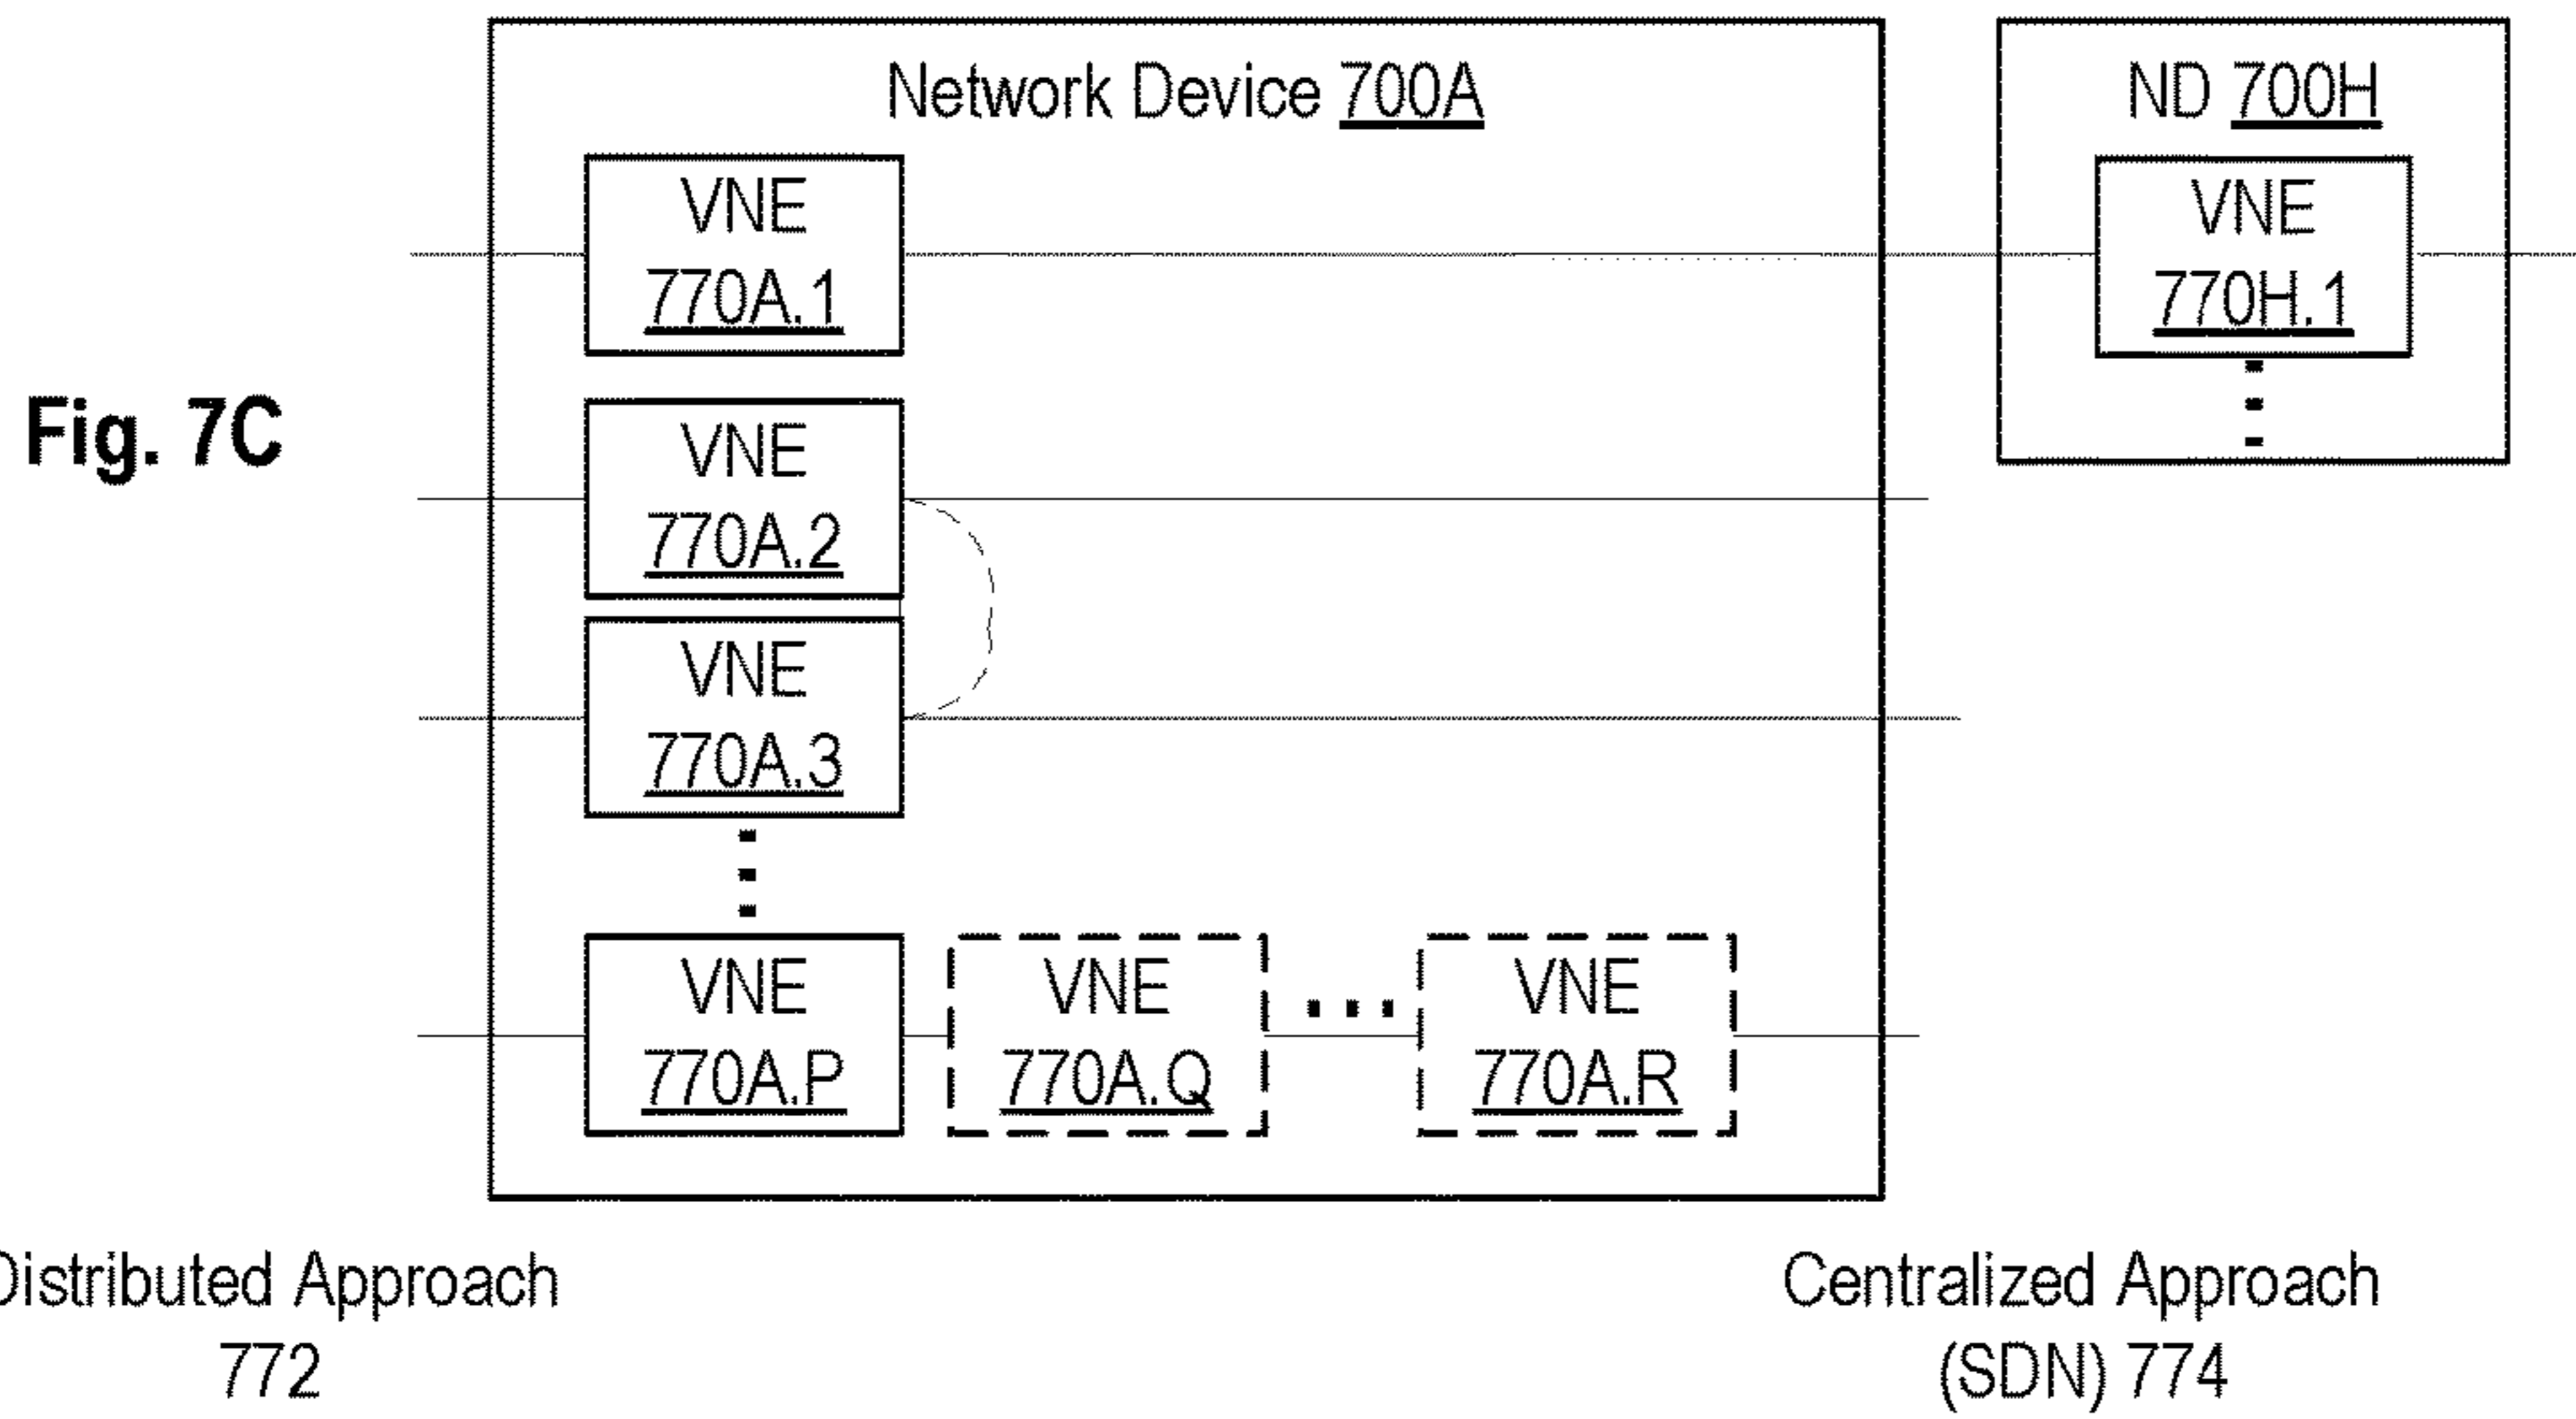 Network Device 700A
ND 700H
VNE
770A.1
VNE
770H.1
Fig. 7C
VNE
770A.2
VNE
770A.3
VNE
770A.P
VNE
770A.Q
VNE
770A.R
Distributed Approach
772
Centralized Approach
(SDN) 774